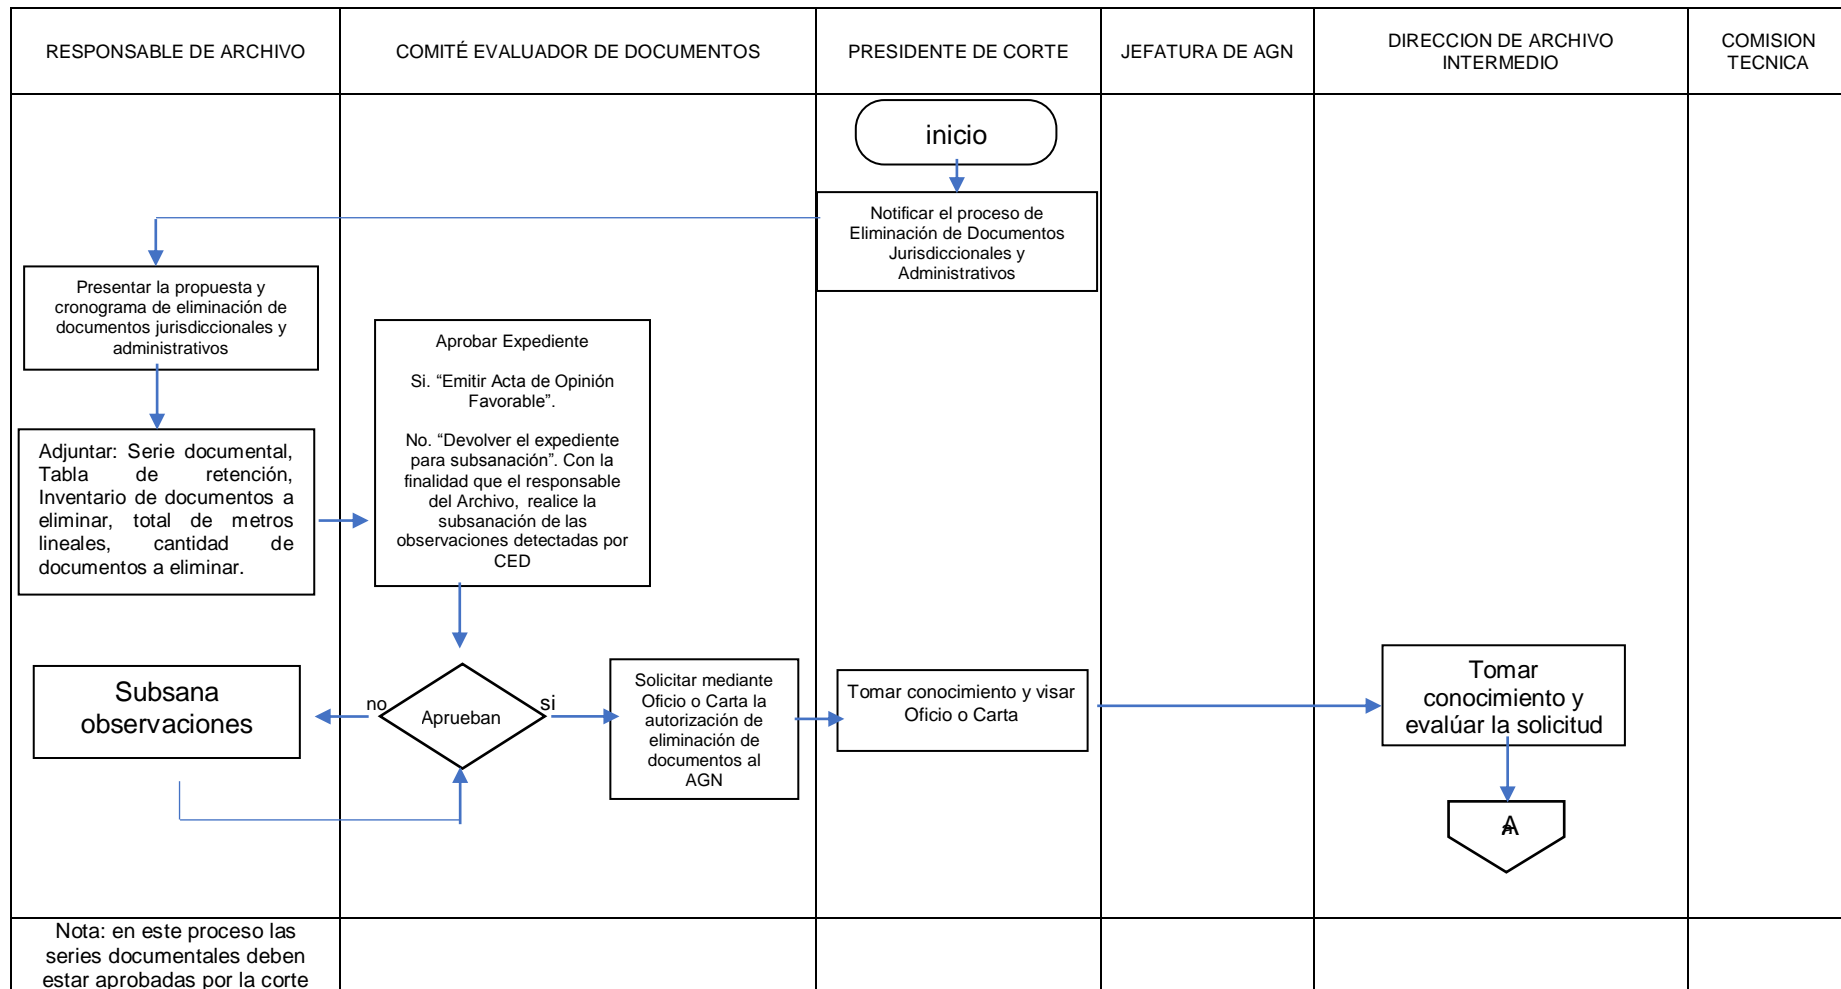 RESPONSABLE DE ARCHIVO
COMITÉ EVALUADOR DE DOCUMENTOS
PRESIDENTE DE CORTE
JEFATURA DE AGN
DIRECCION DE ARCHIVO
INTERMEDIO
COMISION
TECNICA
inicio
Notificar el proceso de
Eliminación de Documentos
Jurisdiccionales y
Administrativos
Presentar la propuesta y
cronograma de eliminación de
documentos jurisdiccionales y
administrativos
Adjuntar: Serie documental,
Tabla de retención,
Inventario de documentos a
eliminar, total de metros
lineales, cantidad de
documentos a eliminar.
Aprobar Expediente
Si. “Emitir Acta de Opinión
Favorable”.
No. “Devolver el expediente
para subsanación”. Con la
finalidad que el responsable
del Archivo, realice la
subsanación de las
observaciones detectadas por
CED
Subsana
observaciones
no
Aprueban
si
Solicitar mediante
Oficio o Carta la
autorización de
eliminación de
documentos al
AGN
Tomar conocimiento y visar
Oficio o Carta
Tomar
conocimiento y
evalúar la solicitud
A
Nota: en este proceso las
series documentales deben
estar aprobadas por la corte